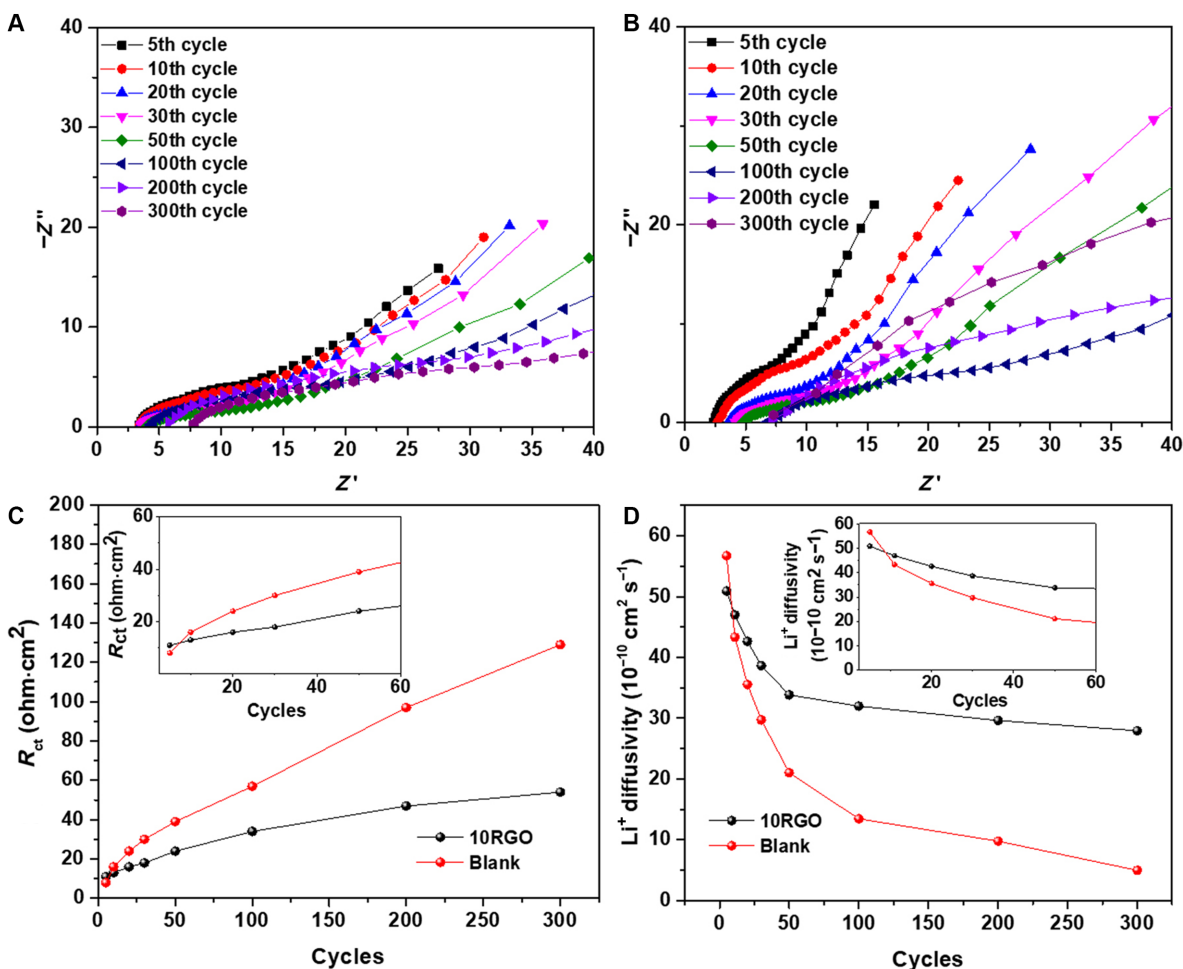 A
−Z"
40
30
20
10
0
5th cycle
10th cycle
20th cycle
30th cycle
50th cycle
100th cycle
200th cycle
300th cycle
0 5 10 15 20 25 30 35 40
Z'
B
−Z"
40
20
0
5th cycle
10th cycle
20th cycle
30th cycle
50th cycle
100th cycle
200th cycle
300th cycle
0 5 10 15 20 25 30 35 40
Z'
C
Rct (ohm·cm2)
200
180
160
140
120
100
80
60
40
20
0
Rct (ohm·cm2)
60
40
20
20 40 60
Cycles
10RGO
Blank
0 50 100 150 200 250 300
Cycles
D
Li+ diffusivity (10−10 cm2 s−1)
60
50
40
30
20
10
0
Li+ diffusivity
(10−10 cm2 s−1)
60
50
40
30
20
10
0
20 40 60
Cycles
10RGO
Blank
0 50 100 150 200 250 300
Cycles